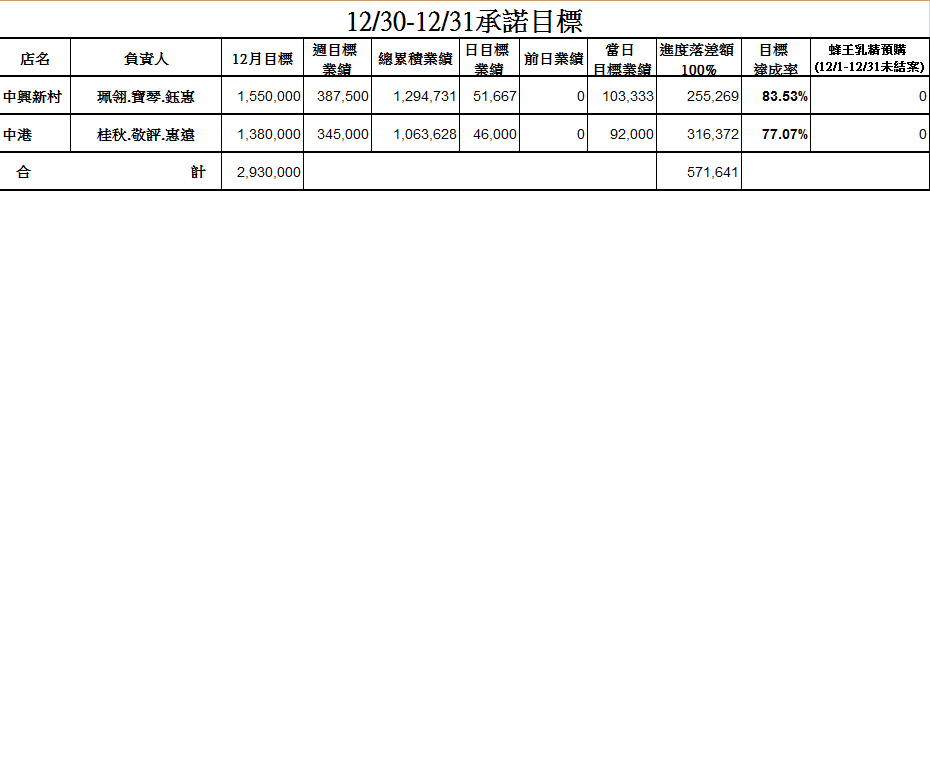 12/30-12/31承諾目標
店名 負責人 12月目標 週目標 業績 總累積業績 日目標 業績 前日業績 當日 目標業績 進度落差額 100% 目標 達成率 蜂王乳精預購 (12/1-12/31未結案)
中興新村 珮翎.寶琴.鈺惠 1,550,000 387,500 1,294,731 51,667 0 103,333 255,269 83.53% 0
中港 桂秋.敬評.惠遠 1,380,000 345,000 1,063,628 46,000 0 92,000 316,372 77.07% 0
合 計 2,930,000 571,641